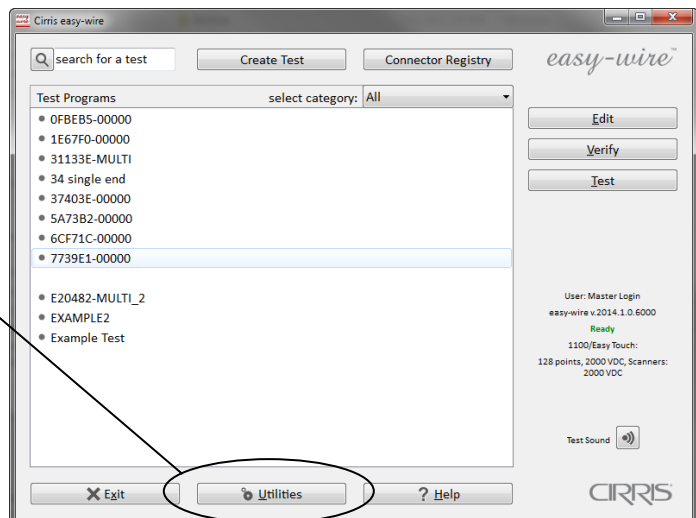 Cirris easy-wire
search for a test
Create Test
Connector Registry
easy-wire™
Test Programs
select category: All
0FBEB5-00000
1E67F0-00000
31133E-MULTI
34 single end
37403E-00000
5A73B2-00000
6CF71C-00000
7739E1-00000
E20482-MULTI_2
EXAMPLE2
Example Test
Edit
Verify
Test
User: Master Login
easy-wire v.2014.1.0.6000
Ready
1100/Easy Touch:
128 points, 2000 VDC, Scanners:
2000 VDC
Test Sound
Exit
Utilities
? Help
CIRRIS